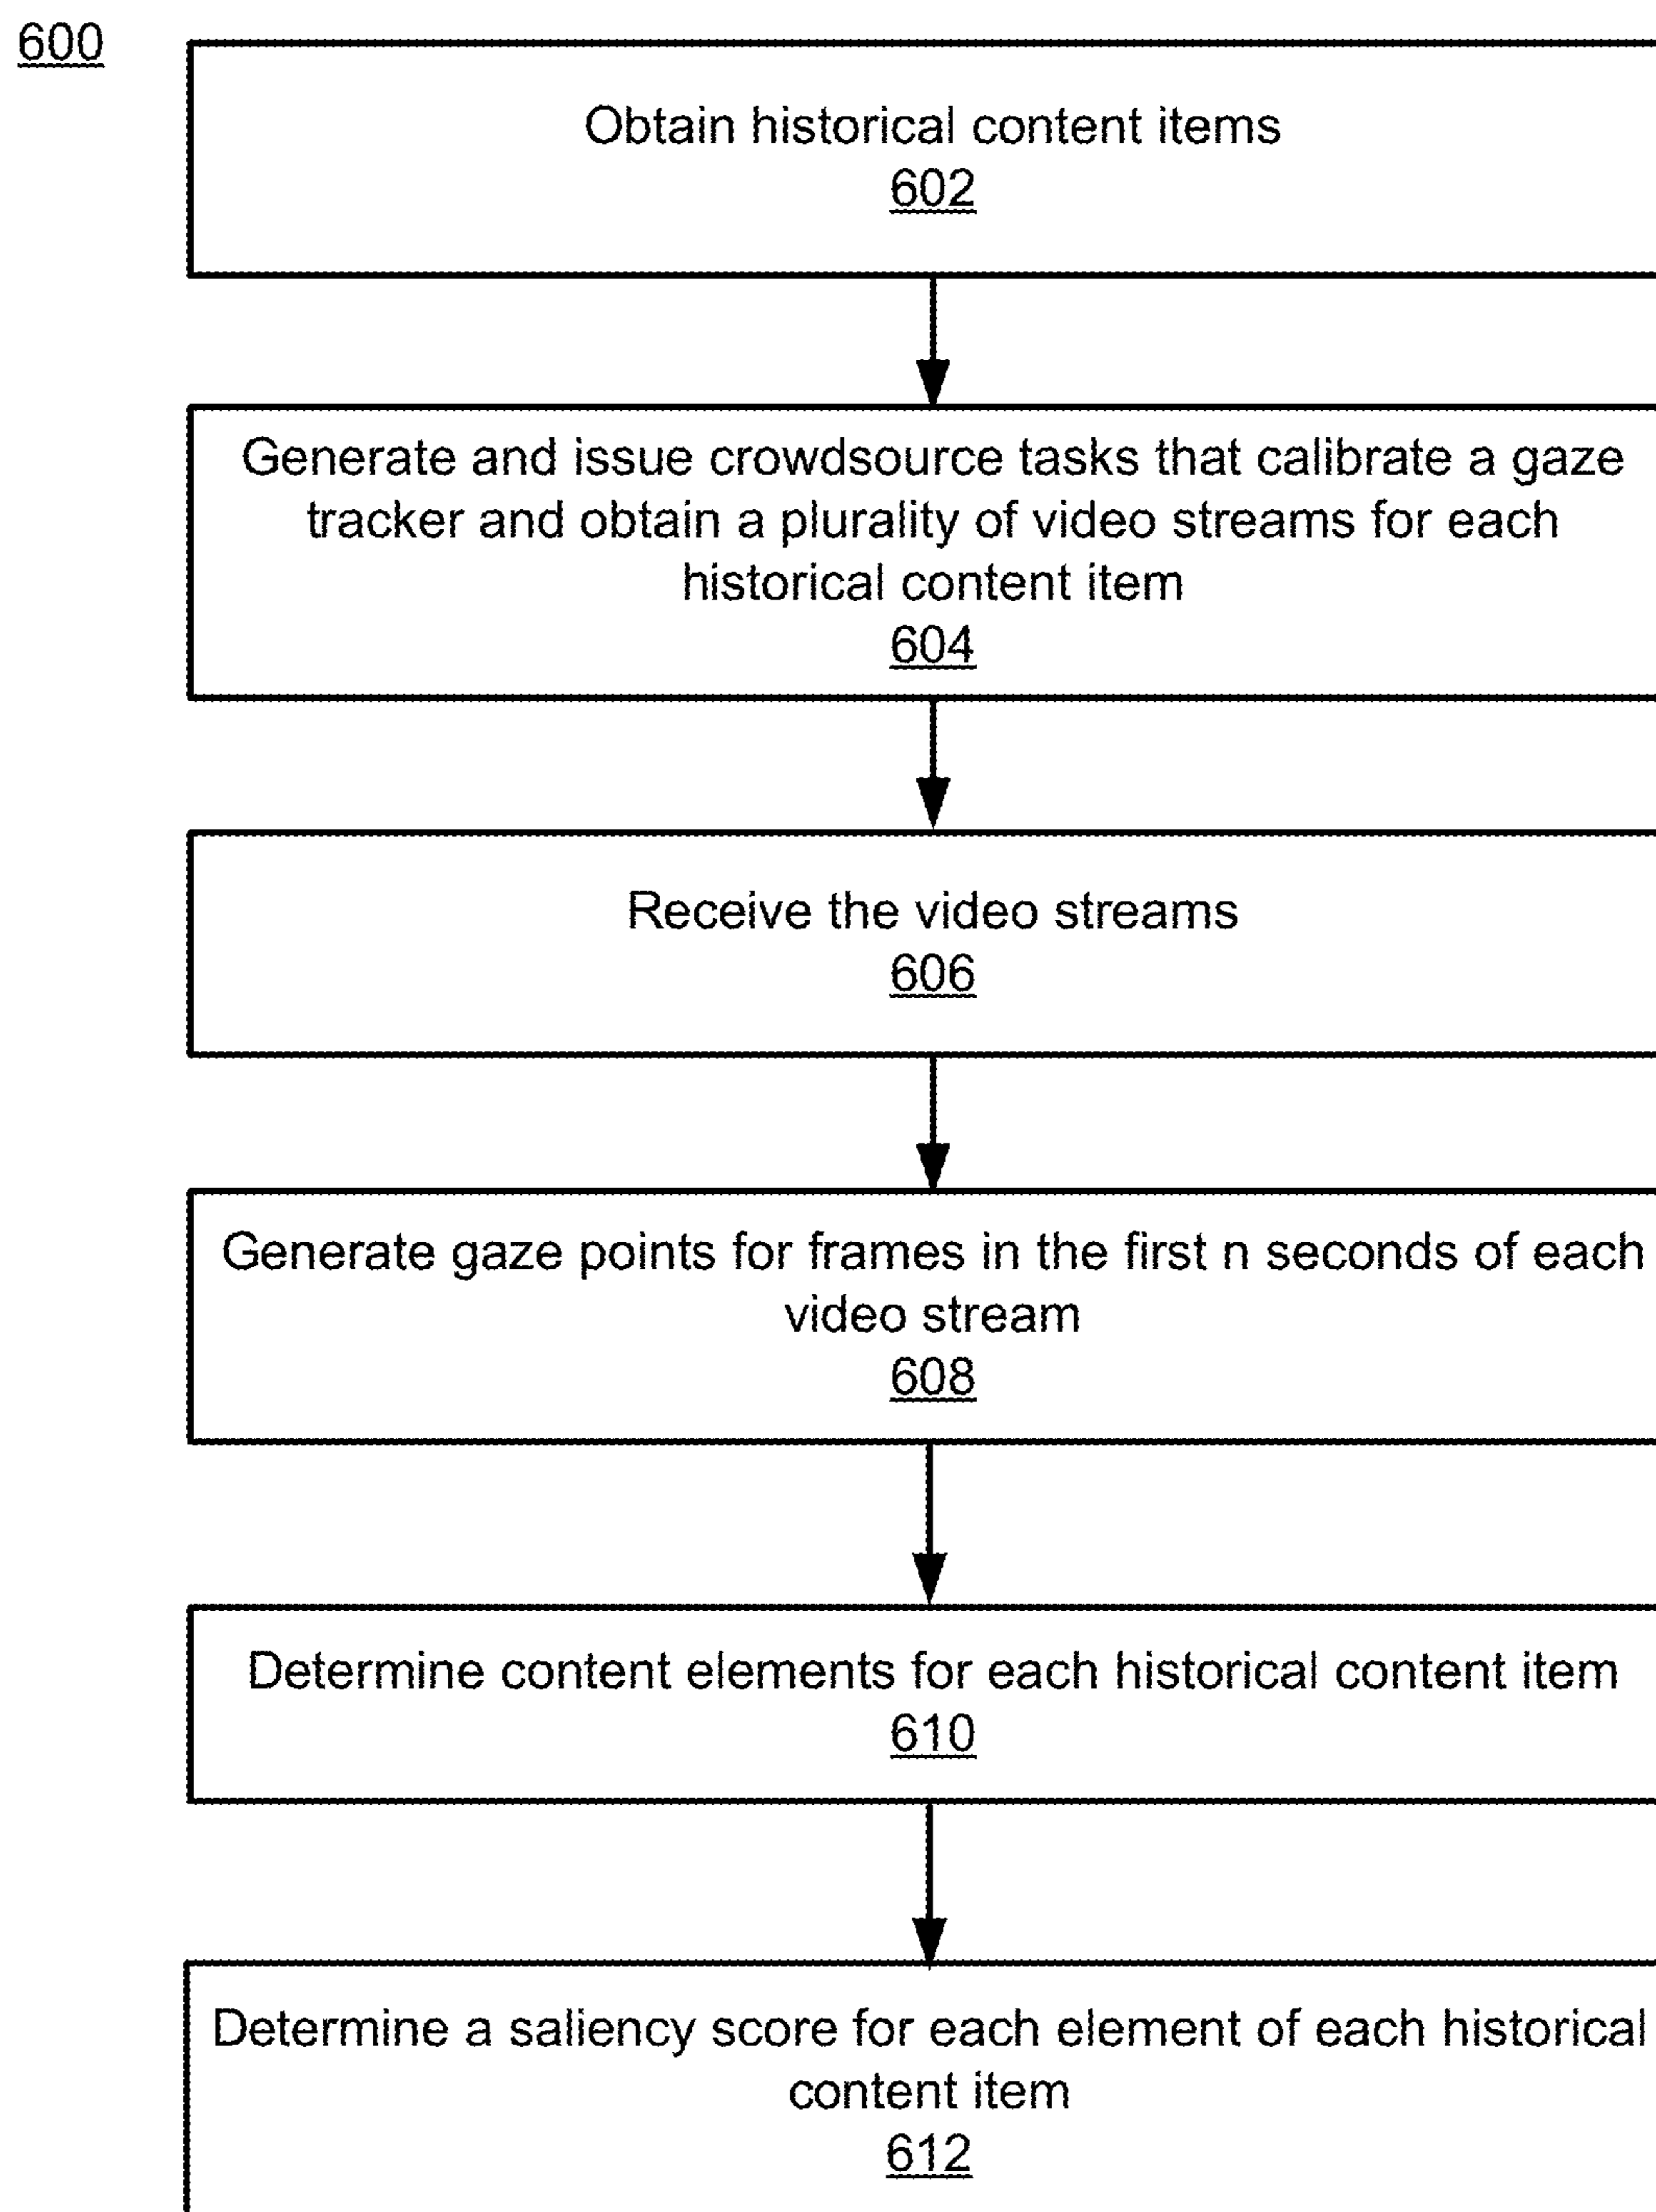 600
Obtain historical content items
602
Generate and issue crowdsource tasks that calibrate a gaze
tracker and obtain a plurality of video streams for each
historical content item
604
Receive the video streams
606
Generate gaze points for frames in the first n seconds of each
video stream
608
Determine content elements for each historical content item
610
Determine a saliency score for each element of each historical
content item
612